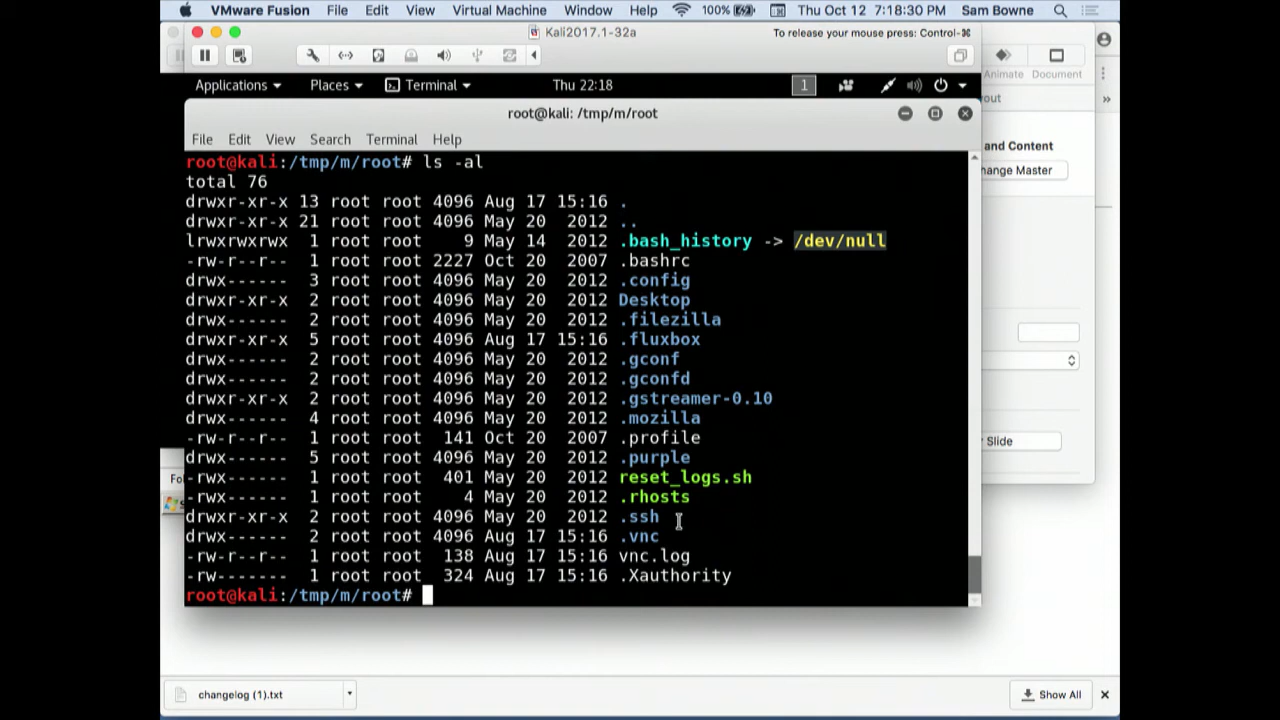 VMware Fusion File Edit View Virtual Machine Window Help 100% Thu Oct 12 7:18:30 PM Sam Bowne
Kali2017.1-32a To release your mouse press: Control-⌘
Animate Document
Applications Places Terminal Thu 22:18 1
out
root@kali: /tmp/m/root
File Edit View Search Terminal Help
and Content
hange Master
root@kali:/tmp/m/root# ls -al
total 76
drwxr-xr-x 13 root root 4096 Aug 17 15:16 .
drwxr-xr-x 21 root root 4096 May 20 2012 ..
lrwxrwxrwx 1 root root 9 May 14 2012 .bash_history -> /dev/null
-rw-r--r-- 1 root root 2227 Oct 20 2007 .bashrc
drwx------ 3 root root 4096 May 20 2012 .config
drwxr-xr-x 2 root root 4096 May 20 2012 Desktop
drwx------ 2 root root 4096 May 20 2012 .filezilla
drwxr-xr-x 5 root root 4096 Aug 17 15:16 .fluxbox
drwx------ 2 root root 4096 May 20 2012 .gconf
drwx------ 2 root root 4096 May 20 2012 .gconfd
drwxr-xr-x 2 root root 4096 May 20 2012 .gstreamer-0.10
drwx------ 4 root root 4096 May 20 2012 .mozilla
-rw-r--r-- 1 root root 141 Oct 20 2007 .profile
drwx------ 5 root root 4096 May 20 2012 .purple
-rwx------ 1 root root 401 May 20 2012 reset_logs.sh
-rwx------ 1 root root 4 May 20 2012 .rhosts
drwxr-xr-x 2 root root 4096 May 20 2012 .ssh
drwx------ 2 root root 4096 Aug 17 15:16 .vnc
-rw-r--r-- 1 root root 138 Aug 17 15:16 vnc.log
-rw------- 1 root root 324 Aug 17 15:16 .Xauthority
root@kali:/tmp/m/root#
Slide
Fo
changelog (1).txt Show All